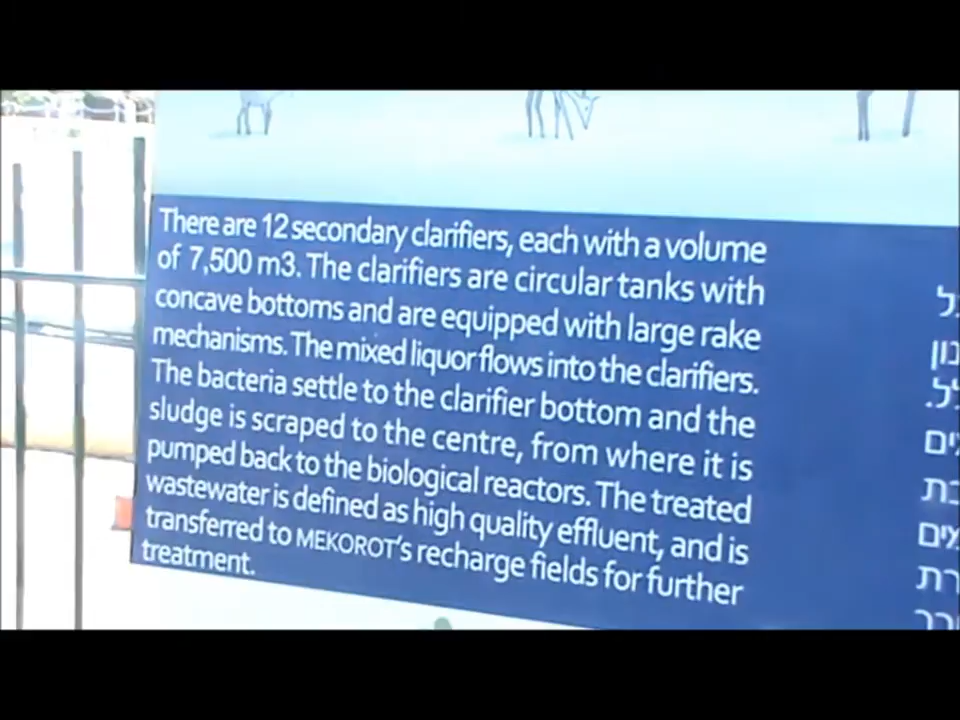 There are 12 secondary clarifiers, each with a volume
of 7,500 m3. The clarifiers are circular tanks with
concave bottoms and are equipped with large rake
mechanisms. The mixed liquor flows into the clarifiers.
The bacteria settle to the clarifier bottom and the
sludge is scraped to the centre, from where it is
pumped back to the biological reactors. The treated
wastewater is defined as high quality effluent, and is
transferred to MEKOROT's recharge fields for further
treatment.